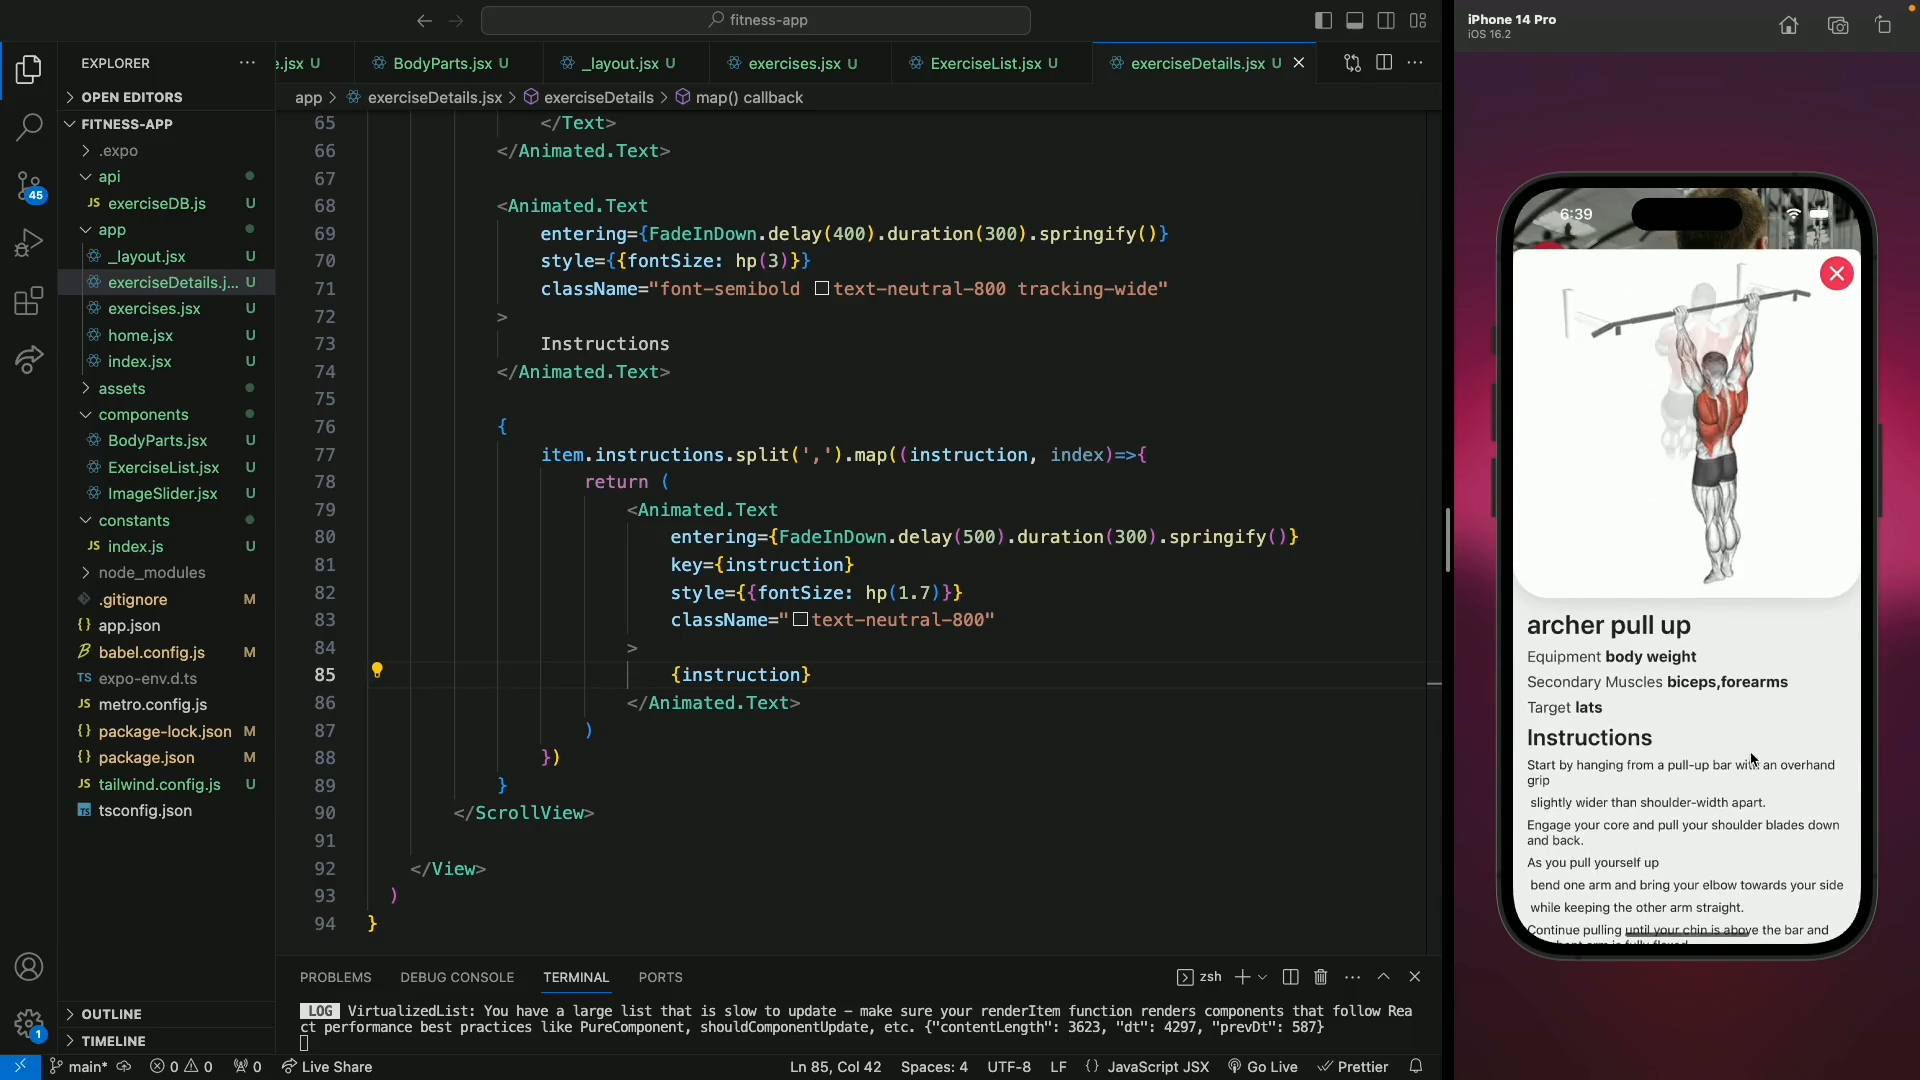 fitness-app
EXPLORER
OPEN EDITORS
FITNESS-APP
.expo
api
JS exerciseDB.js U
app
_layout.jsx U
exerciseDetails.j... U
exercises.jsx U
home.jsx U
index.jsx U
assets
components
BodyParts.jsx U
ExerciseList.jsx U
ImageSlider.jsx U
constants
JS index.js U
node_modules
.gitignore M
{} app.json
babel.config.js M
TS expo-env.d.ts
JS metro.config.js
{} package-lock.json M
{} package.json M
JS tailwind.config.js U
TS tsconfig.json
OUTLINE
TIMELINE
45
1
.jsx U
BodyParts.jsx U
_layout.jsx U
exercises.jsx U
ExerciseList.jsx U
exerciseDetails.jsx U
app > exerciseDetails.jsx > exerciseDetails > map() callback
65 </Text>
66 </Animated.Text>
67
68 <Animated.Text
69 entering={FadeInDown.delay(400).duration(300).springify()}
70 style={{fontSize: hp(3)}}
71 className="font-semibold text-neutral-800 tracking-wide"
72 >
73 Instructions
74 </Animated.Text>
75
76 {
77 item.instructions.split(',').map((instruction, index)=>{
78 return (
79 <Animated.Text
80 entering={FadeInDown.delay(500).duration(300).springify()}
81 key={instruction}
82 style={{fontSize: hp(1.7)}}
83 className="text-neutral-800"
84 >
85 {instruction}
86 </Animated.Text>
87 )
88 })
89 }
90 </ScrollView>
91
92 </View>
93 )
94 }
PROBLEMS DEBUG CONSOLE TERMINAL PORTS
zsh
LOG VirtualizedList: You have a large list that is slow to update – make sure your renderItem function renders components that follow Rea
ct performance best practices like PureComponent, shouldComponentUpdate, etc. {"contentLength": 3623, "dt": 4297, "prevDt": 587}
main* 0 0 0 Live Share
Ln 85, Col 42 Spaces: 4 UTF-8 LF {} JavaScript JSX Go Live Prettier
iPhone 14 Pro
iOS 16.2
6:39
archer pull up
Equipment body weight
Secondary Muscles biceps,forearms
Target lats
Instructions
Start by hanging from a pull-up bar with an overhand
grip
slightly wider than shoulder-width apart.
Engage your core and pull your shoulder blades down
and back.
As you pull yourself up
bend one arm and bring your elbow towards your side
while keeping the other arm straight.
Continue pulling until your chin is above the bar and